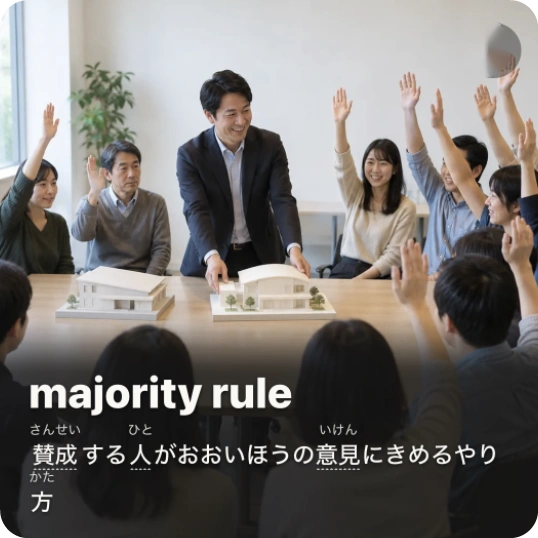 majority rule
さんせい ひと いけん
賛成する人がおおいほうの意見にきめるやり
かた
方